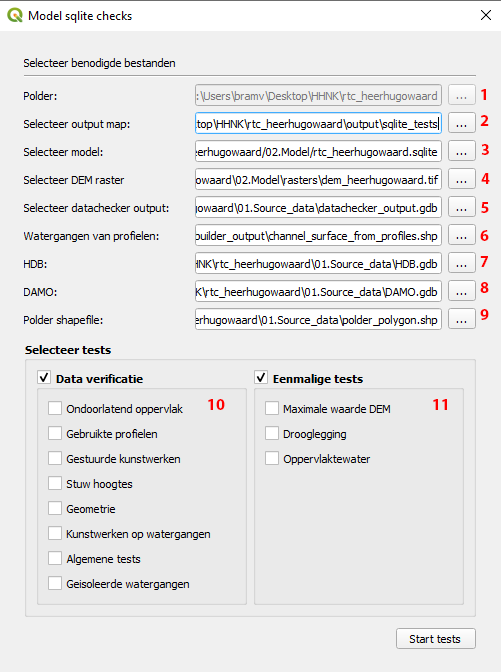 Model sqlite checks
Selecteer benodigde bestanden
Polder: :\Users\bramv\Desktop\HHNK\rtc_heerhugowaard ... 1
Selecteer output map: top\HHNK\rtc_heerhugowaard\output\sqlite_tests ... 2
Selecteer model: eerhugowaard/02.Model/rtc_heerhugowaard.sqlite ... 3
Selecteer DEM raster owaard\02.Model\rasters\dem_heerhugowaard.tif ... 4
Selecteer datachecker output: gowaard\01.Source_data\datachecker_output.gdb ... 5
Watergangen van profielen: builder_output\channel_surface_from_profiles.shp ... 6
HDB: NK\rtc_heerhugowaard\01.Source_data\HDB.gdb ... 7
DAMO: K\rtc_heerhugowaard\01.Source_data\DAMO.gdb ... 8
Polder shapefile: erhugowaard\01.Source_data\polder_polygon.shp ... 9
Selecteer tests
Data verificatie
Ondoorlatend oppervlak 10
Gebruikte profielen
Gestuurde kunstwerken
Stuw hoogtes
Geometrie
Kunstwerken op watergangen
Algemene tests
Geisoleerde watergangen
Eenmalige tests
Maximale waarde DEM 11
Drooglegging
Oppervlaktewater
Start tests